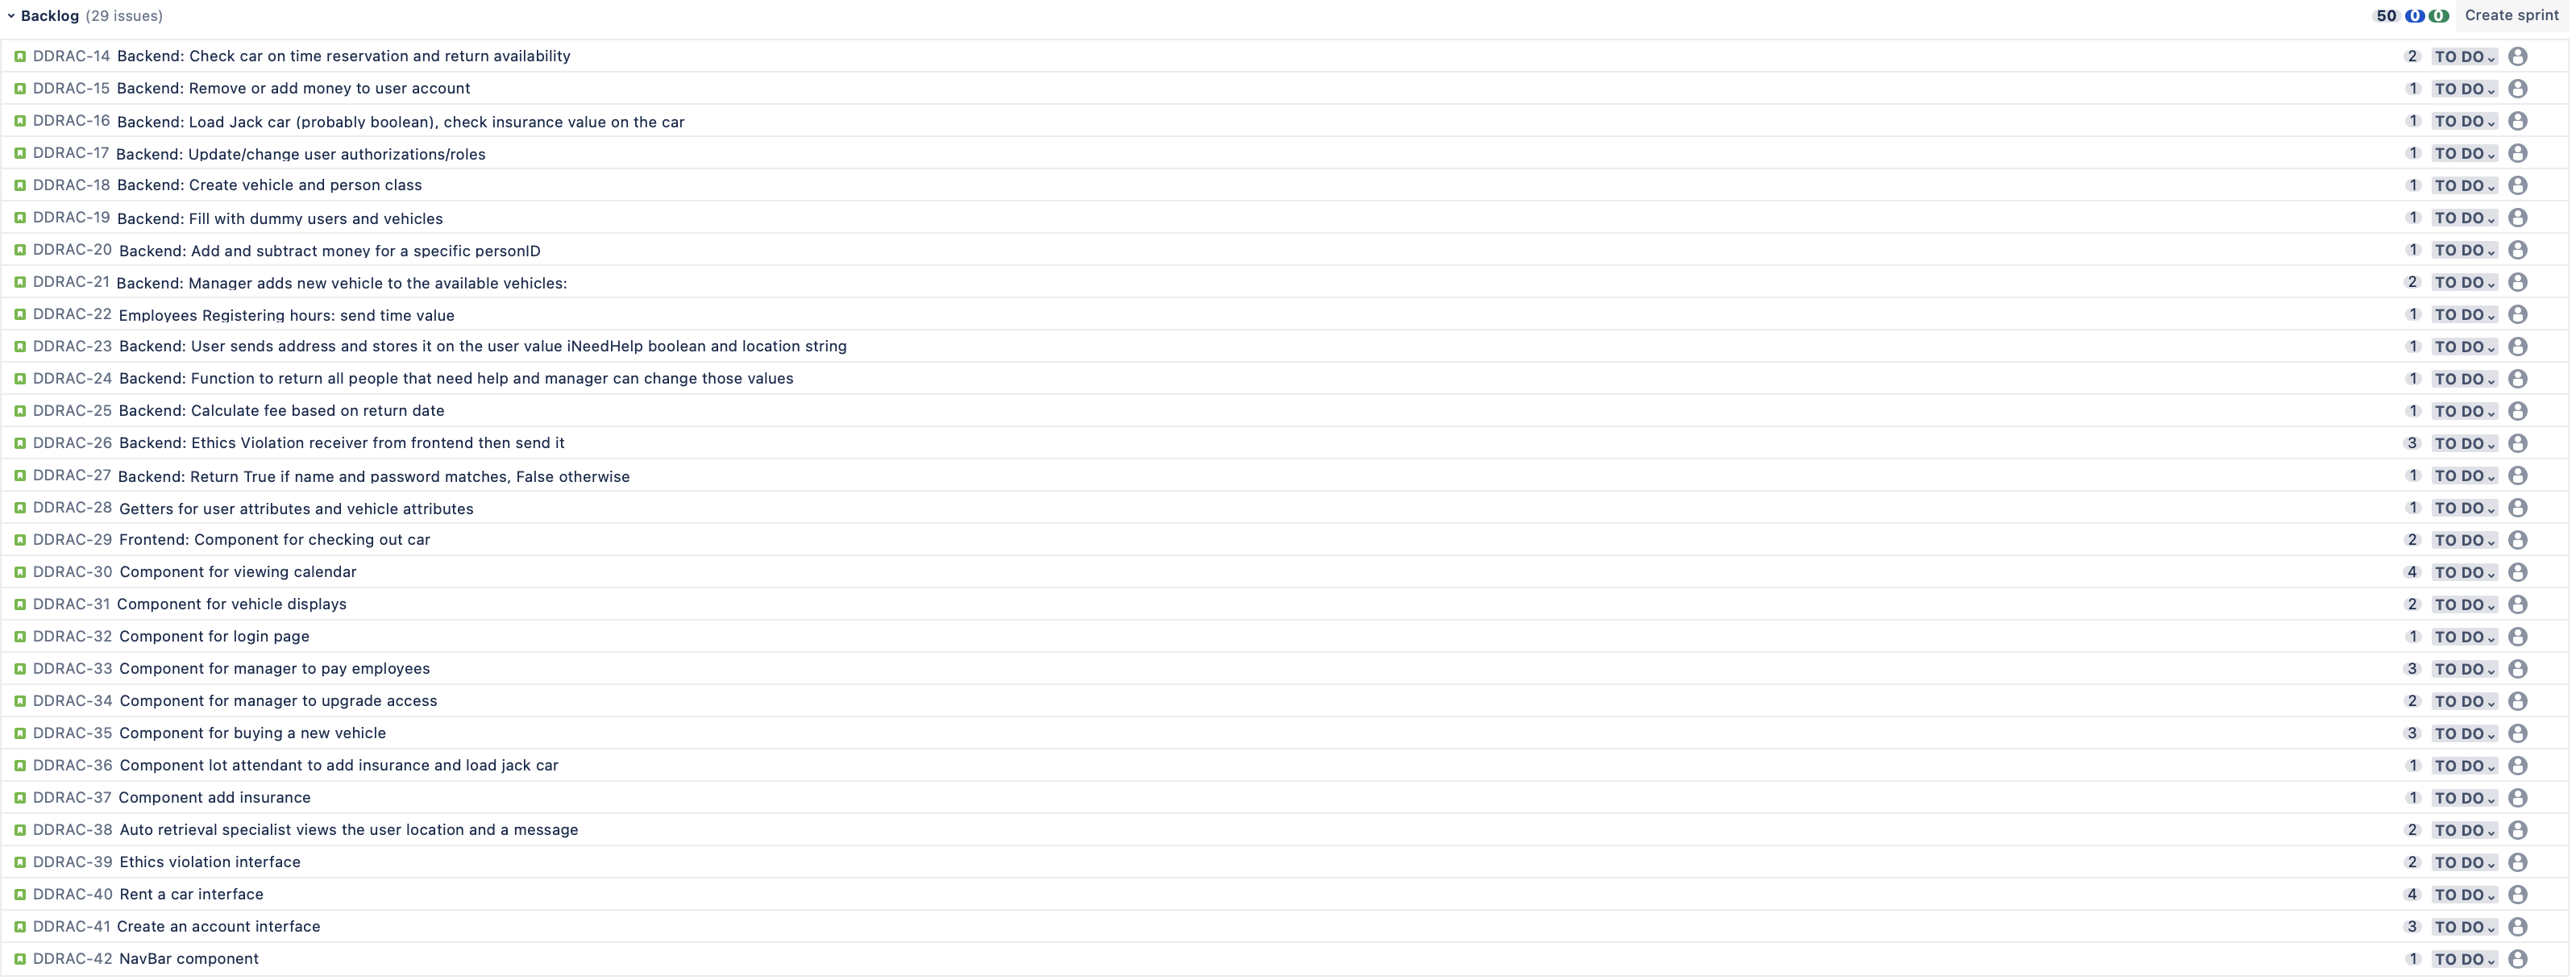 Backlog (29 issues) 50 0 0 Create sprint
DDRAC-14 Backend: Check car on time reservation and return availability 2 TO DO
DDRAC-15 Backend: Remove or add money to user account 1 TO DO
DDRAC-16 Backend: Load Jack car (probably boolean), check insurance value on the car 1 TO DO
DDRAC-17 Backend: Update/change user authorizations/roles 1 TO DO
DDRAC-18 Backend: Create vehicle and person class 1 TO DO
DDRAC-19 Backend: Fill with dummy users and vehicles 1 TO DO
DDRAC-20 Backend: Add and subtract money for a specific personID 1 TO DO
DDRAC-21 Backend: Manager adds new vehicle to the available vehicles: 2 TO DO
DDRAC-22 Employees Registering hours: send time value 1 TO DO
DDRAC-23 Backend: User sends address and stores it on the user value iNeedHelp boolean and location string 1 TO DO
DDRAC-24 Backend: Function to return all people that need help and manager can change those values 1 TO DO
DDRAC-25 Backend: Calculate fee based on return date 1 TO DO
DDRAC-26 Backend: Ethics Violation receiver from frontend then send it 3 TO DO
DDRAC-27 Backend: Return True if name and password matches, False otherwise 1 TO DO
DDRAC-28 Getters for user attributes and vehicle attributes 1 TO DO
DDRAC-29 Frontend: Component for checking out car 2 TO DO
DDRAC-30 Component for viewing calendar 4 TO DO
DDRAC-31 Component for vehicle displays 2 TO DO
DDRAC-32 Component for login page 1 TO DO
DDRAC-33 Component for manager to pay employees 3 TO DO
DDRAC-34 Component for manager to upgrade access 2 TO DO
DDRAC-35 Component for buying a new vehicle 3 TO DO
DDRAC-36 Component lot attendant to add insurance and load jack car 1 TO DO
DDRAC-37 Component add insurance 1 TO DO
DDRAC-38 Auto retrieval specialist views the user location and a message 2 TO DO
DDRAC-39 Ethics violation interface 2 TO DO
DDRAC-40 Rent a car interface 4 TO DO
DDRAC-41 Create an account interface 3 TO DO
DDRAC-42 NavBar component 1 TO DO